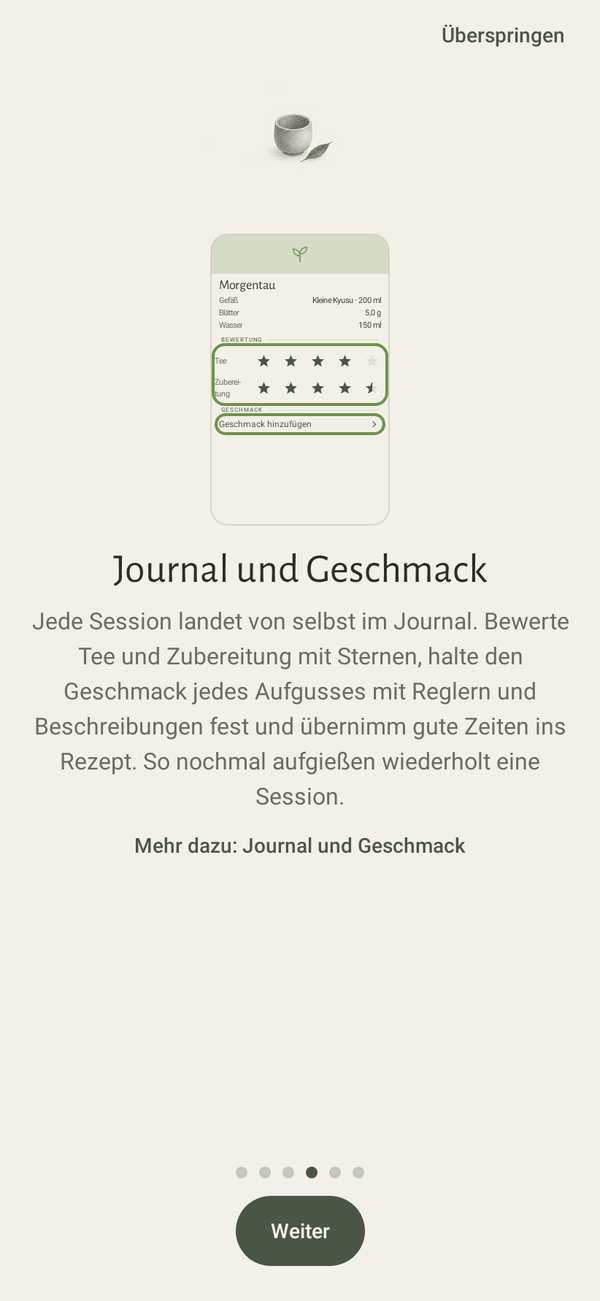 Überspringen
Morgentau
Gefäß Kleine Kyusu · 200 ml
Blätter 5,0 g
Wasser 150 ml
BEWERTUNG
Tee
Zuberei-
tung
GESCHMACK
Geschmack hinzufügen
Journal und Geschmack
Jede Session landet von selbst im Journal. Bewerte
Tee und Zubereitung mit Sternen, halte den
Geschmack jedes Aufgusses mit Reglern und
Beschreibungen fest und übernimm gute Zeiten ins
Rezept. So nochmal aufgießen wiederholt eine
Session.
Mehr dazu: Journal und Geschmack
Weiter